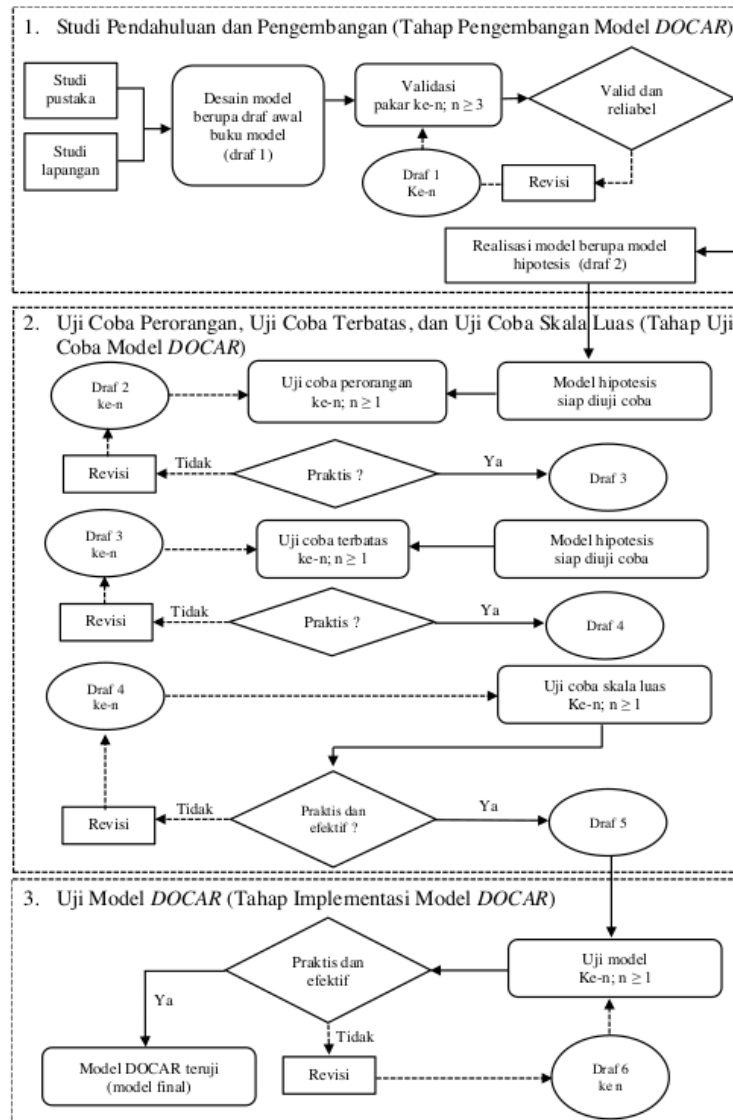 1. Studi Pendahuluan dan Pengembangan (Tahap Pengembangan Model DOCAR)
Studi
pustaka
Studi
lapangan
Desain model
berupa draf awal
buku model
(draf 1)
Validasi
pakar ke-n; n ≥ 3
Valid dan
reliabel
Draf 1
Ke-n
Revisi
Realisasi model berupa model
hipotesis (draf 2)
2. Uji Coba Perorangan, Uji Coba Terbatas, dan Uji Coba Skala Luas (Tahap Uji
Coba Model DOCAR)
Draf 2
ke-n
Uji coba perorangan
ke-n; n ≥ 1
Model hipotesis
siap diuji coba
Revisi
Tidak
Praktis ?
Ya
Draf 3
Draf 3
ke-n
Uji coba terbatas
ke-n; n ≥ 1
Model hipotesis
siap diuji coba
Revisi
Tidak
Praktis ?
Ya
Draf 4
Draf 4
ke-n
Uji coba skala luas
Ke-n; n ≥ 1
Revisi
Tidak
Praktis dan
efektif ?
Ya
Draf 5
3. Uji Model DOCAR (Tahap Implementasi Model DOCAR)
Praktis dan
efektif
Uji model
Ke-n; n ≥ 1
Ya
Tidak
Model DOCAR teruji
(model final)
Revisi
Draf 6
ke n